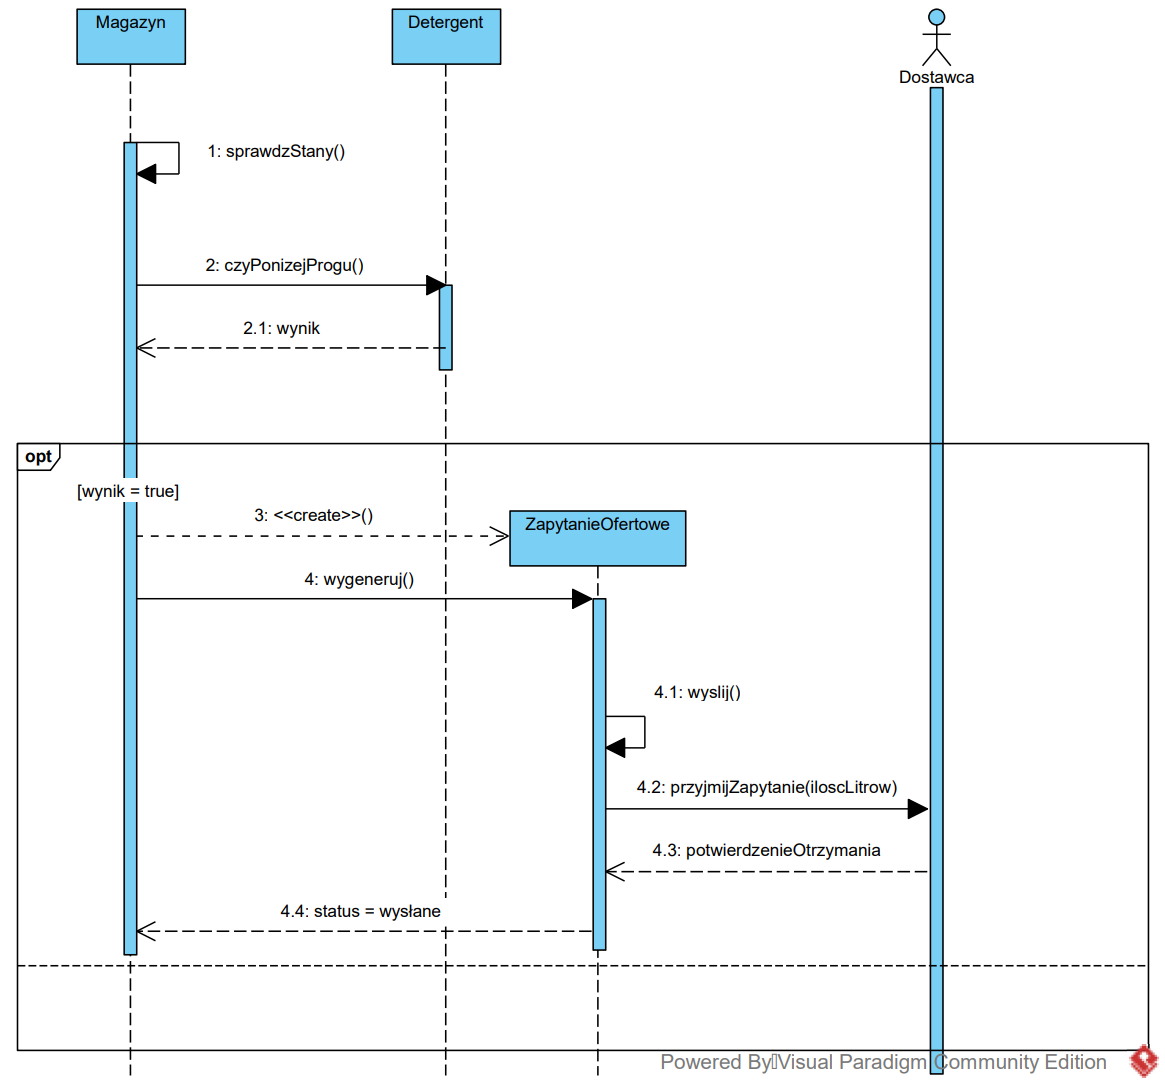 Magazyn
Detergent
Dostawca
1: sprawdzStany()
2: czyPonizejProgu()
2.1: wynik
opt
[wynik = true]
3: <<create>>()
ZapytanieOfertowe
4: wygeneruj()
4.1: wyslij()
4.2: przyjmijZapytanie(iloscLitrow)
4.3: potwierdzenieOtrzymania
4.4: status = wysłane
Powered By Visual Paradigm Community Edition